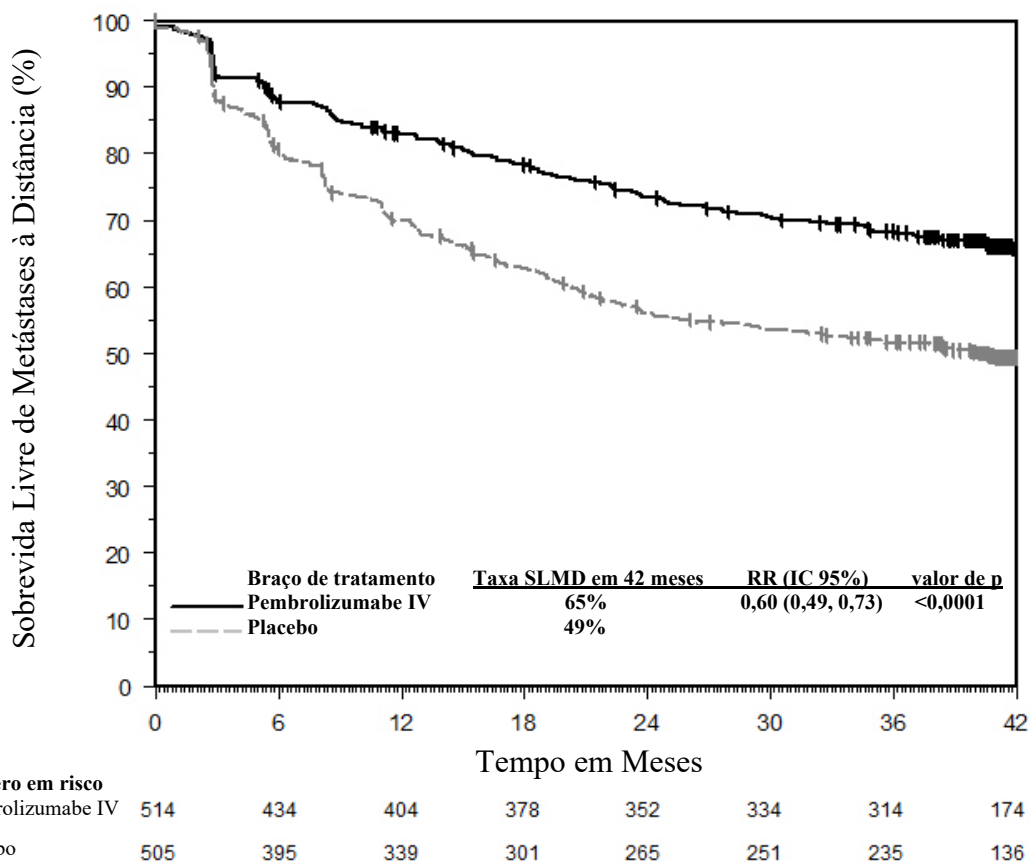 Sobrevida Livre de Metástases à Distância (%)
100
90
80
70
60
50
40
30
20
10
0
Braço de tratamento Taxa SLMD em 42 meses RR (IC 95%) valor de p
Pembrolizumabe IV 65% 0,60 (0,49, 0,73) <0,0001
Placebo 49%
0 6 12 18 24 30 36 42
Tempo em Meses
ero em risco
rolizumabe IV 514 434 404 378 352 334 314 174
bo 505 395 339 301 265 251 235 136